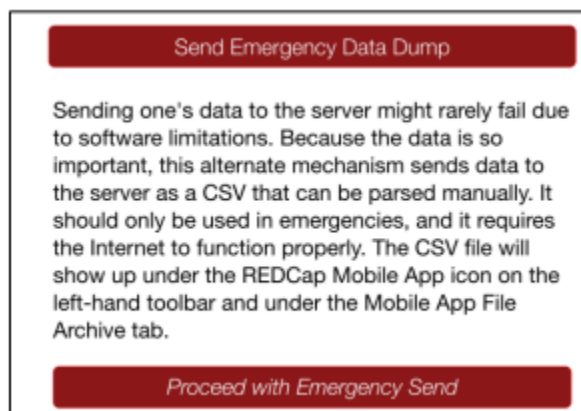 Send Emergency Data Dump
Sending one's data to the server might rarely fail due
to software limitations. Because the data is so
important, this alternate mechanism sends data to
the server as a CSV that can be parsed manually. It
should only be used in emergencies, and it requires
the Internet to function properly. The CSV file will
show up under the REDCap Mobile App icon on the
left-hand toolbar and under the Mobile App File
Archive tab.
Proceed with Emergency Send